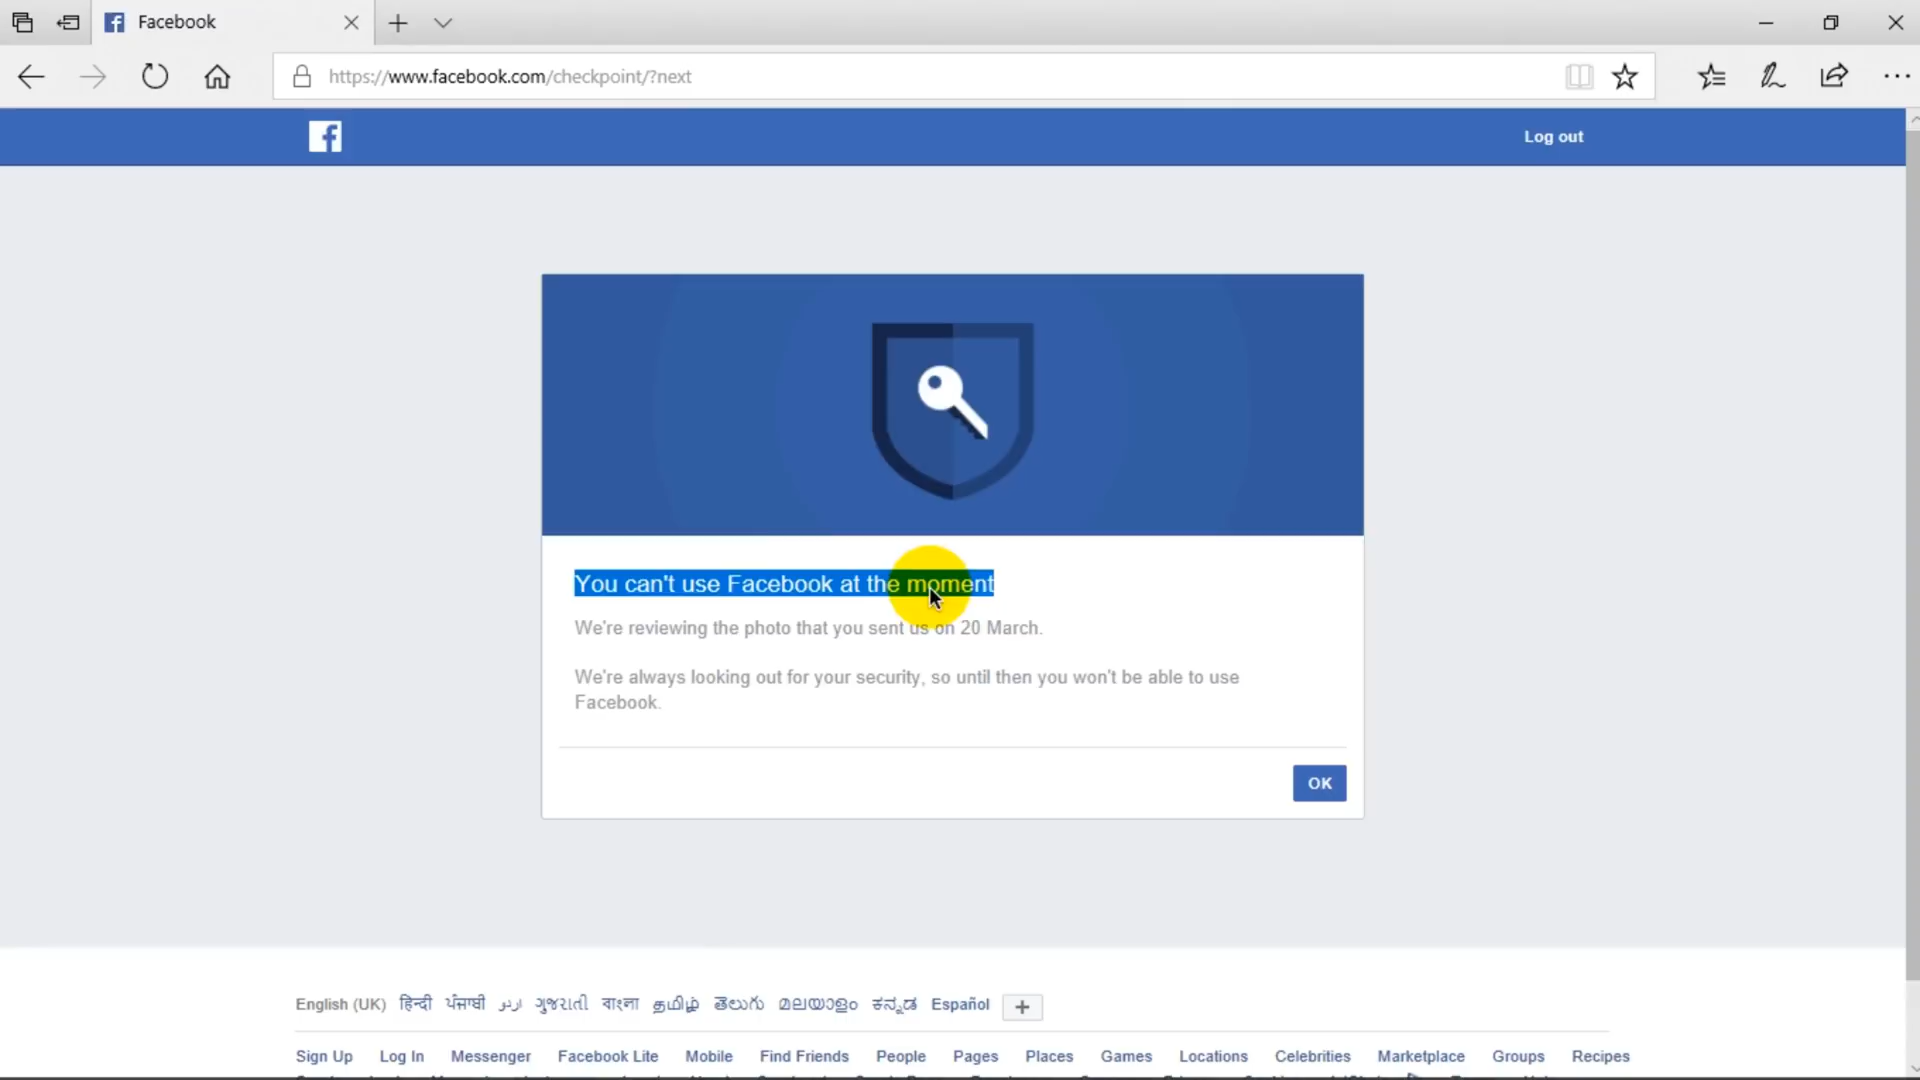 Facebook
https://www.facebook.com/checkpoint/?next
Log out
You can't use Facebook at the moment
We're reviewing the photo that you sent us on 20 March.
We're always looking out for your security, so until then you won't be able to use
Facebook.
OK
English (UK) हिन्दी ਪੰਜਾਬੀ اردو ગુજરાતી বাংলা தமிழ் తెలుగు മലയാളം ಕನ್ನಡ Español +
Sign Up Log In Messenger Facebook Lite Mobile Find Friends People Pages Places Games Locations Celebrities Marketplace Groups Recipes